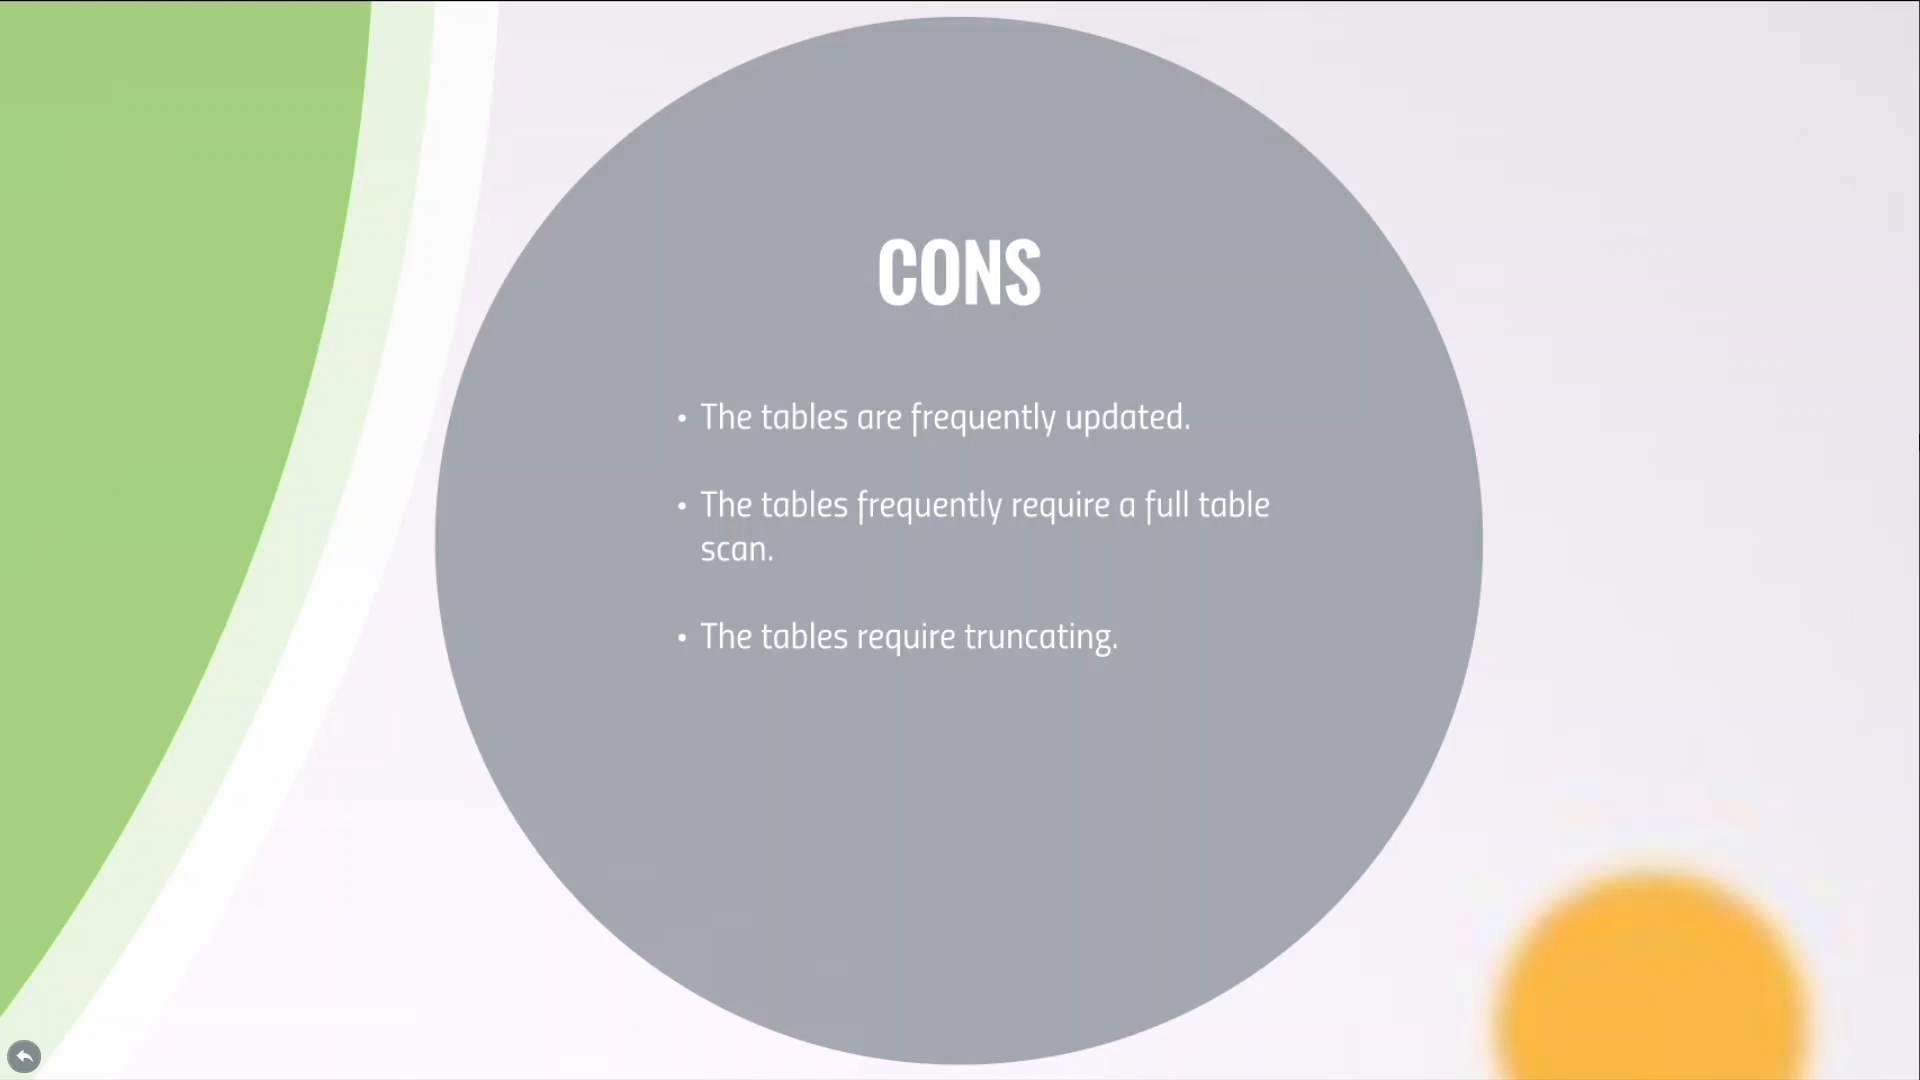 CONS
• The tables are frequently updated.
• The tables frequently require a full table
scan.
• The tables require truncating.